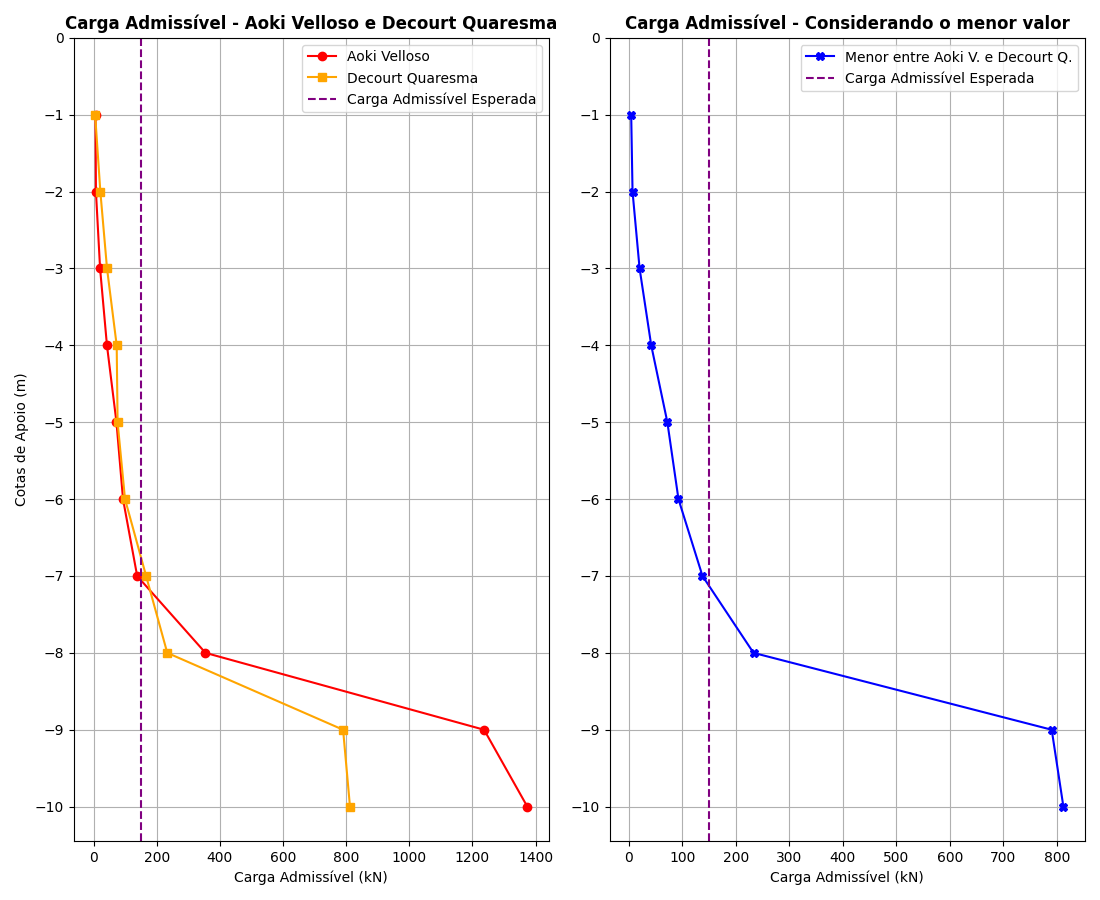 Carga Admissível - Aoki Velloso e Decourt Quaresma
Aoki Velloso
Decourt Quaresma
Carga Admissível Esperada
0
−1
−2
−3
−4
−5
−6
−7
−8
−9
−10
Cotas de Apoio (m)
0 200 400 600 800 1000 1200 1400
Carga Admissível (kN)
Carga Admissível - Considerando o menor valor
Menor entre Aoki V. e Decourt Q.
Carga Admissível Esperada
0
−1
−2
−3
−4
−5
−6
−7
−8
−9
−10
0 100 200 300 400 500 600 700 800
Carga Admissível (kN)